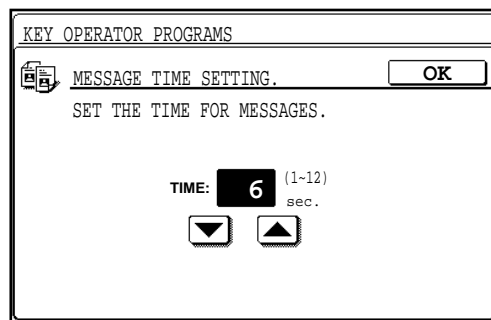 KEY OPERATOR PROGRAMS
MESSAGE TIME SETTING. OK
SET THE TIME FOR MESSAGES.
TIME: 6 (1~12)
sec.